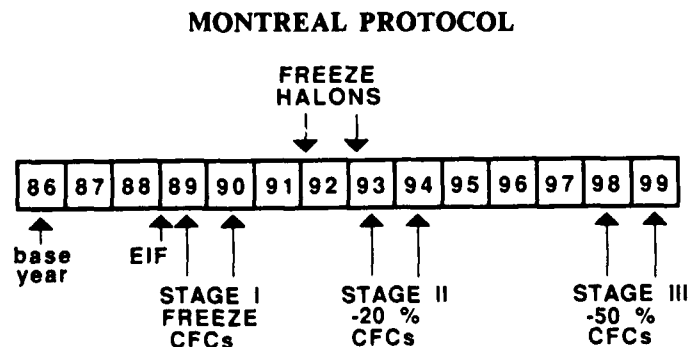 MONTREAL PROTOCOL
FREEZE
HALONS
86 87 88 89 90 91 92 93 94 95 96 97 98 99
base
year
EIF
STAGE I
FREEZE
CFCs
STAGE II
-20 %
CFCs
STAGE III
-50 %
CFCs